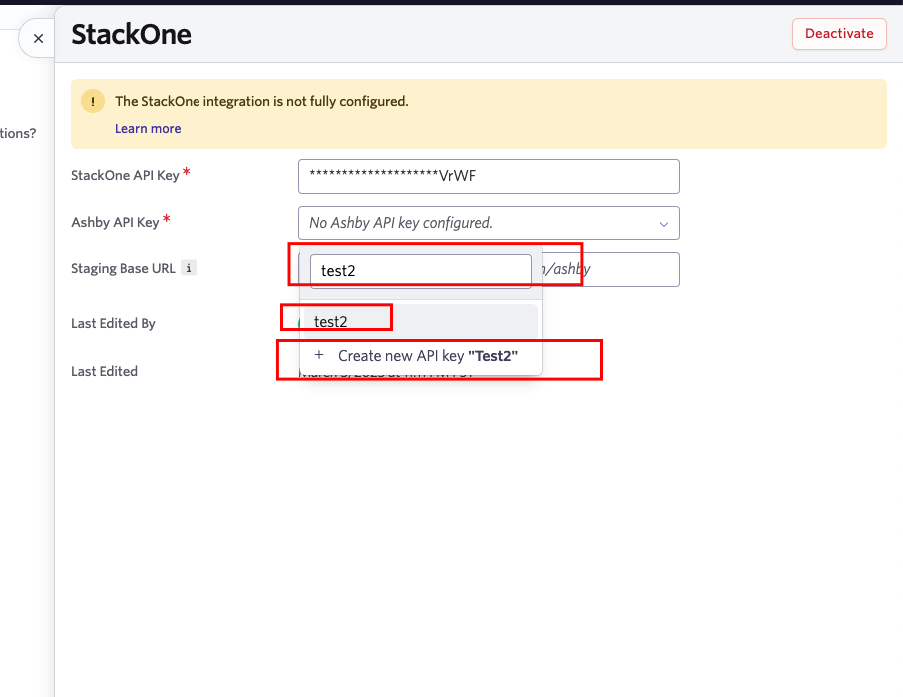 StackOne
Deactivate
! The StackOne integration is not fully configured.
Learn more
tions?
StackOne API Key *
********************VrWF
Ashby API Key *
No Ashby API key configured.
Staging Base URL i
test2
/ashby
test2
Last Edited By
+ Create new API key "Test2"
Last Edited